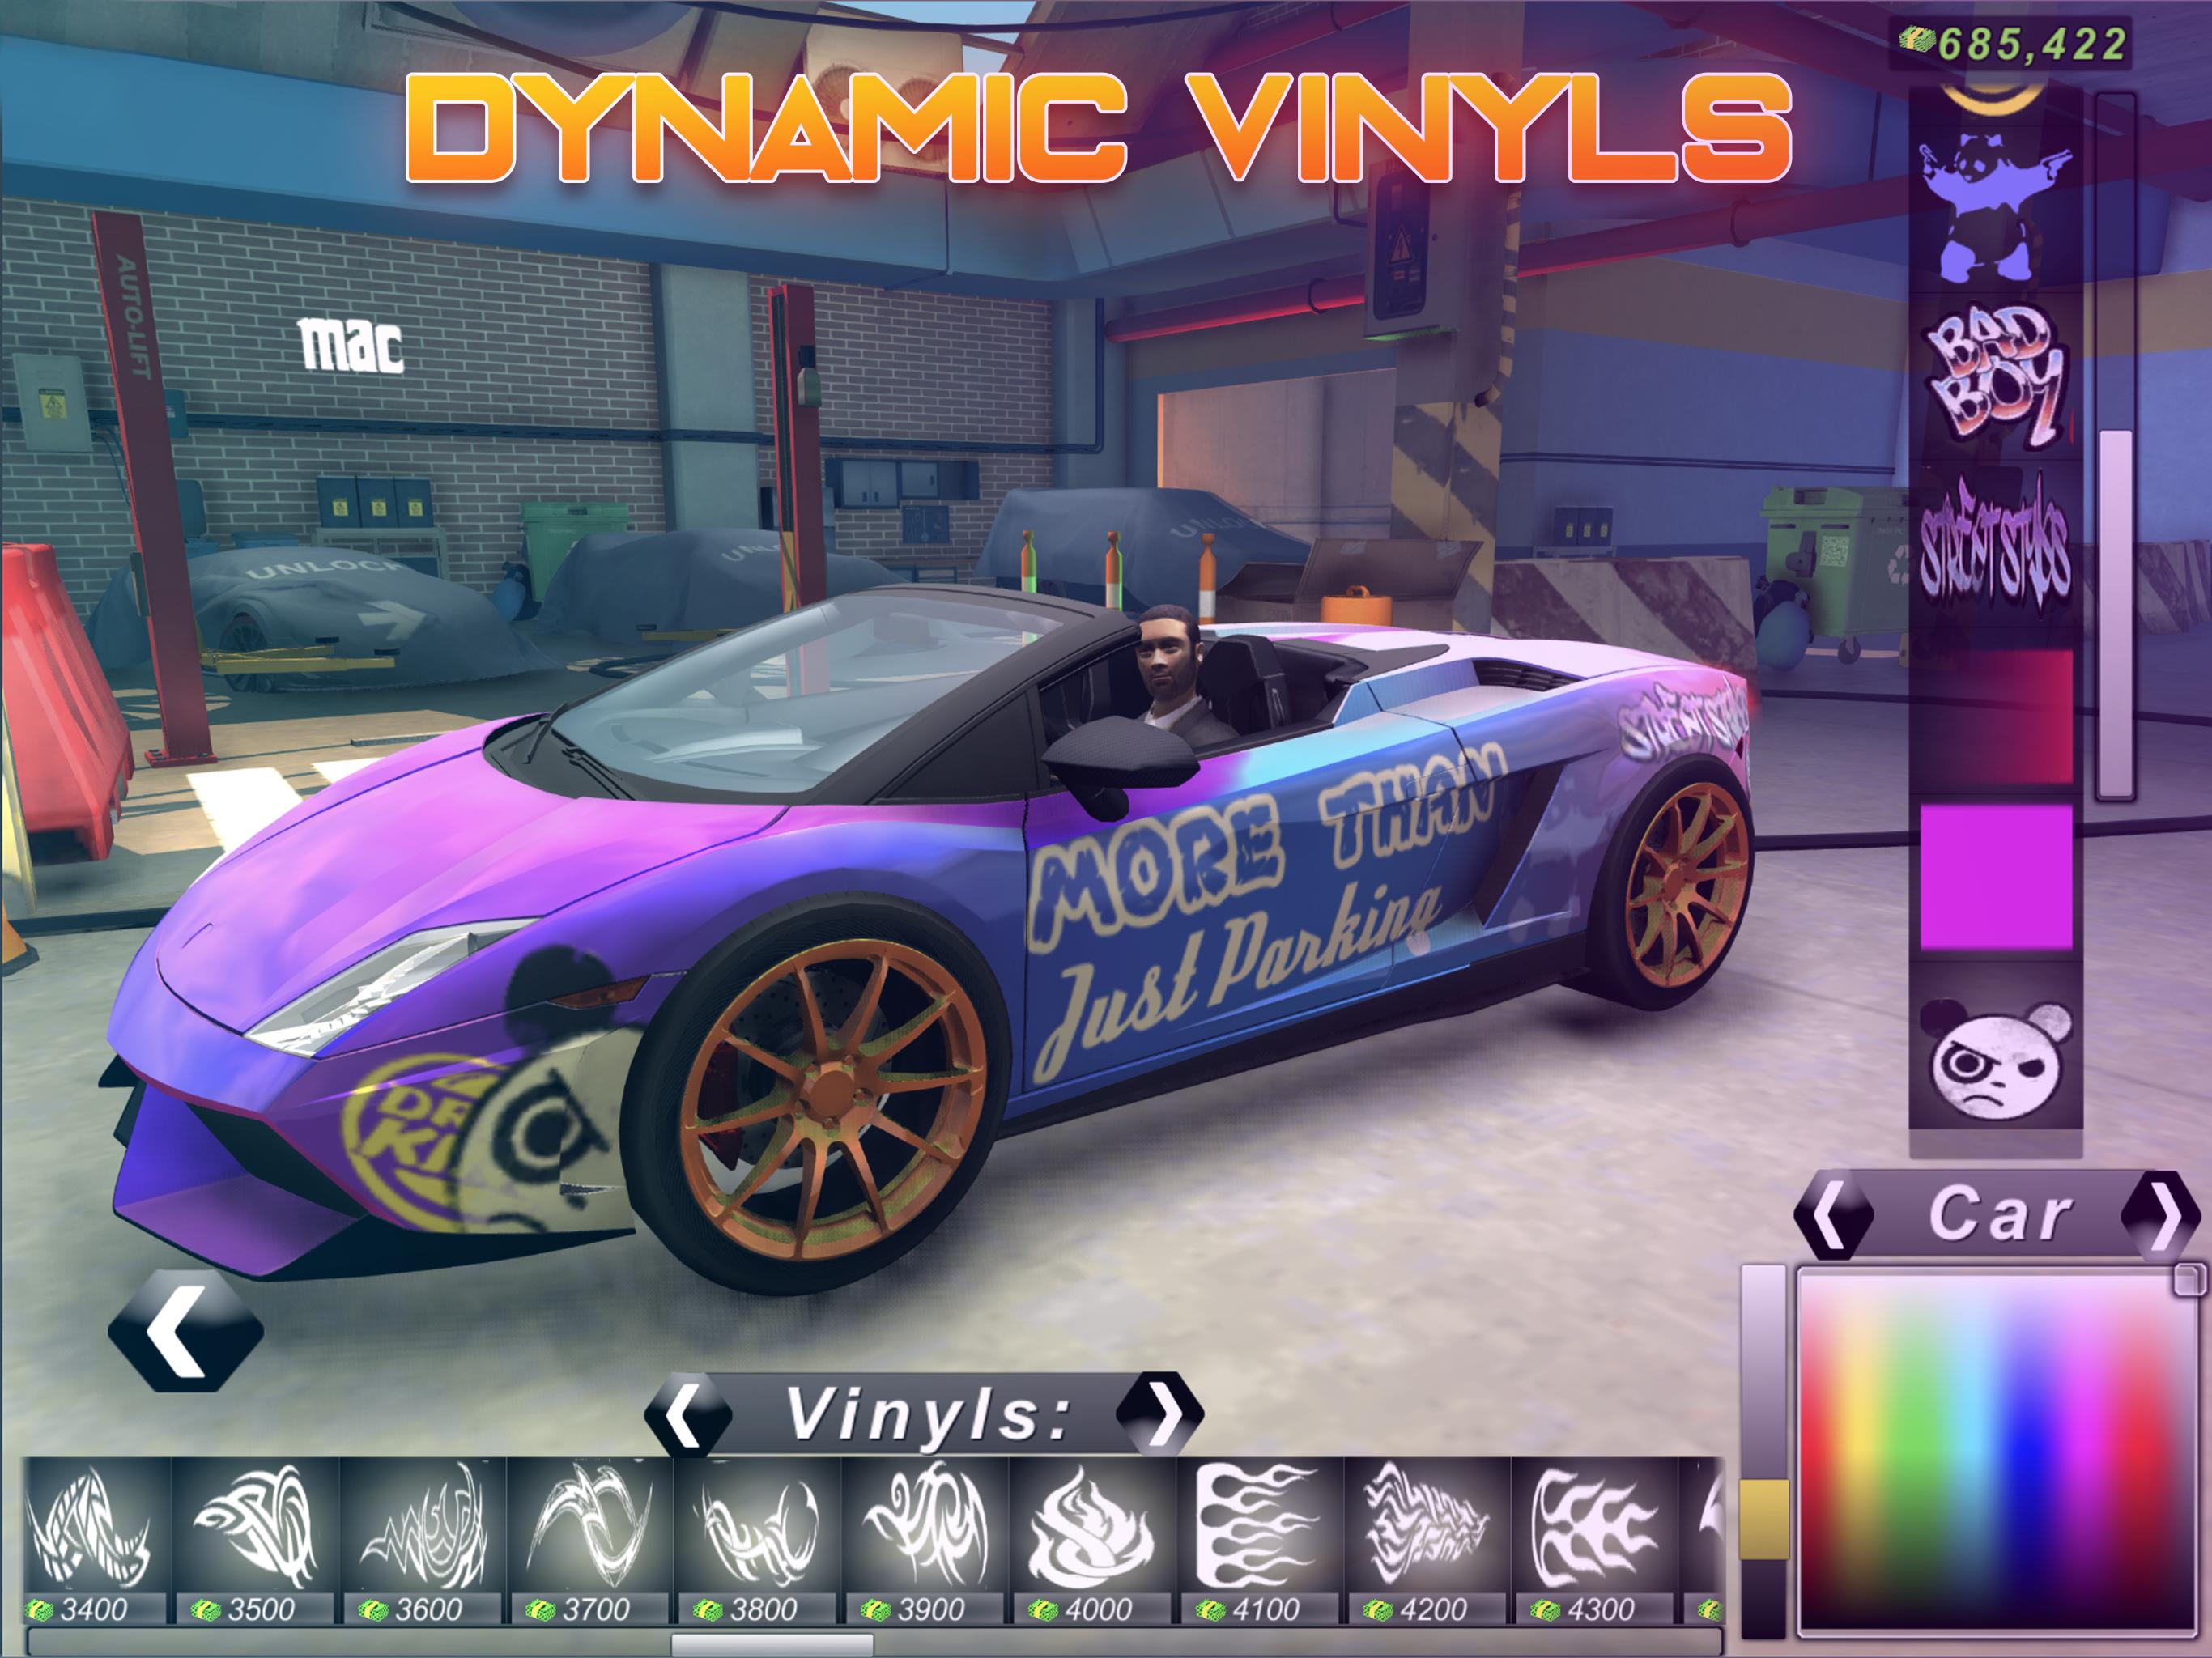 685,422
DYNAMIC VINYLS
AUTO-LIFT
mac
BAD
BOY
UNLOCK
STREET STYLES
MORE THAN
Just Parking
Car
Vinyls:
3400
3500
3600
3700
3800
3900
4000
4100
4200
4300